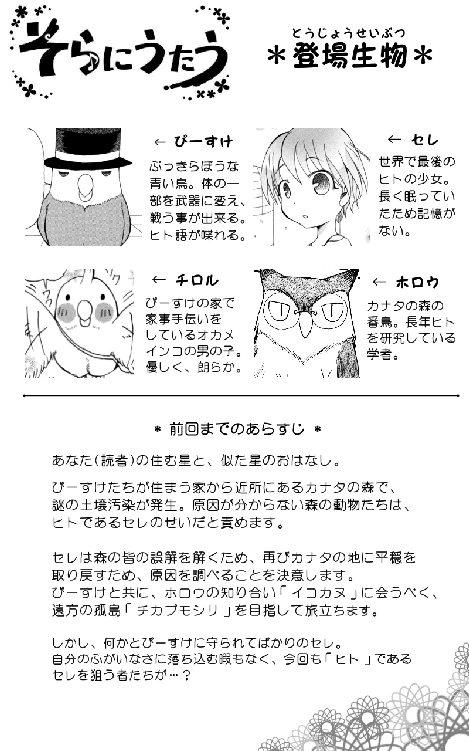 そらにうたう
とうじょうせいぶつ
＊登場生物＊
← ぴーすけ
ぶっきらぼうな
青い鳥。体の一
部を武器に変え、
戦う事が出来る。
ヒト語が喋れる。
← セレ
世界で最後の
ヒトの少女。
長く眠ってい
たため記憶が
ない。
← チロル
ぴーすけの家で
家事手伝いを
しているオカメ
インコの男の子。
優しく、朗らか。
← ホロウ
カナタの森の
番鳥。長年ヒト
を研究している
学者。
* 前回までのあらすじ *
あなた(読者)の住む星と、似た星のおはなし。
ぴーすけたちが住まう家から近所にあるカナタの森で、
謎の土壌汚染が発生。原因が分からない森の動物たちは、
ヒトであるセレのせいだと責めます。
セレは森の皆の誤解を解くため、再びカナタの地に平穏を
取り戻すため、原因を調べることを決意します。
ぴーすけと共に、ホロウの知り合い「イコカヌ」に会うべく、
遠方の孤島「チカプモシリ」を目指して旅立ちます。
しかし、何かとぴーすけに守られてばかりのセレ。
自分のふがいなさに落ち込む暇もなく、今回も「ヒト」である
セレを狙う者たちが…？